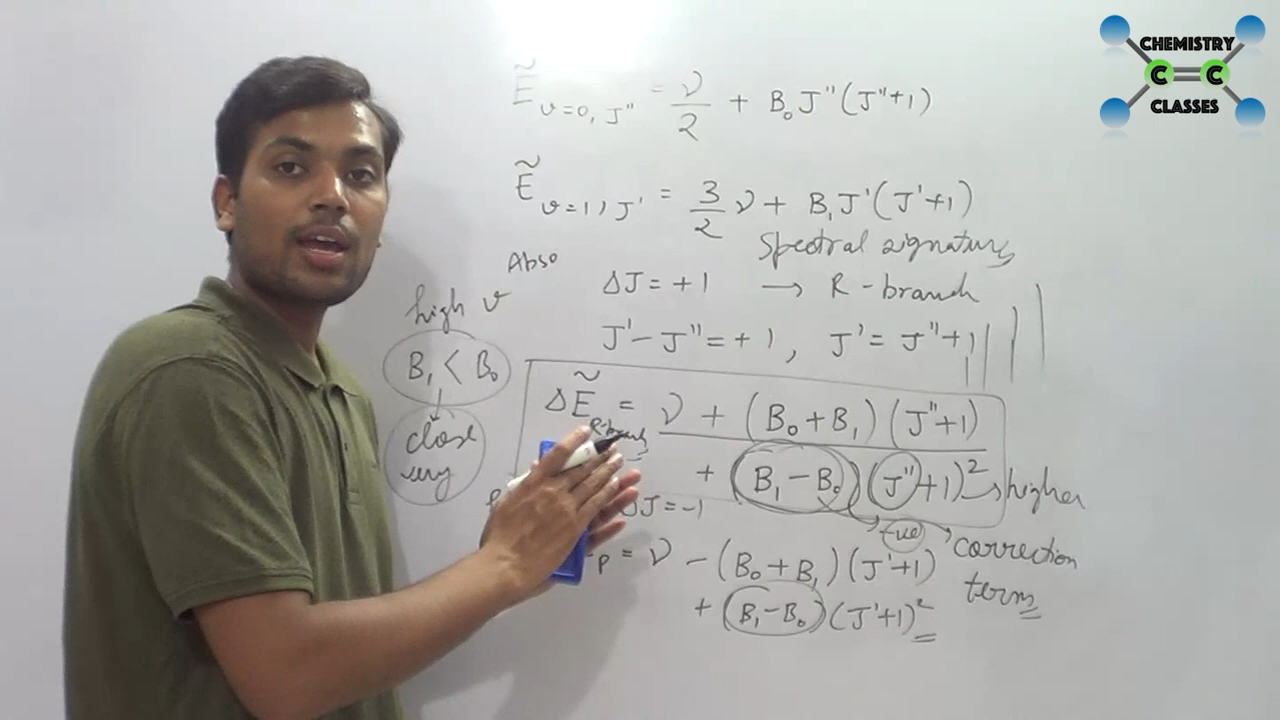 CHEMISTRY
C = C
CLASSES
Ẽ v=0, J" = ν/2 + B₀J"(J"+1)
Ẽ v=1, J' = 3/2 ν + B₁J'(J'+1)
Spectral signature
Abso
ΔJ = +1 → R-branch
high v
J' - J" = +1, J' = J"+1
B₁ < B₀
ΔẼ R-branch = ν + (B₀+B₁)(J"+1)
+ (B₁-B₀)(J"+1)² → higher
close
very
ΔJ = -1
-ve
correction
term
P = ν - (B₀+B₁)(J'+1)
+ (B₁-B₀)(J'+1)²